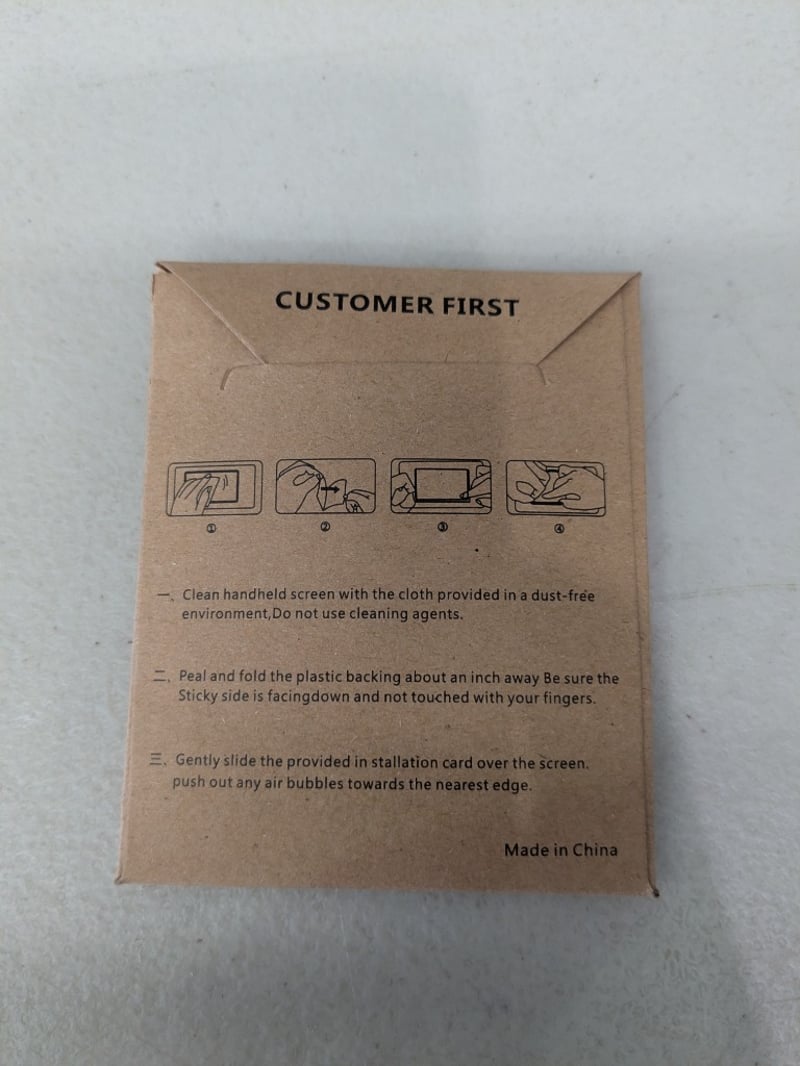 CUSTOMER FIRST
① ② ③ ④
一、Clean handheld screen with the cloth provided in a dust-free
environment,Do not use cleaning agents.
二、Peal and fold the plastic backing about an inch away Be sure the
Sticky side is facingdown and not touched with your fingers.
三、Gently slide the provided in stallation card over the screen.
push out any air bubbles towards the nearest edge.
Made in China